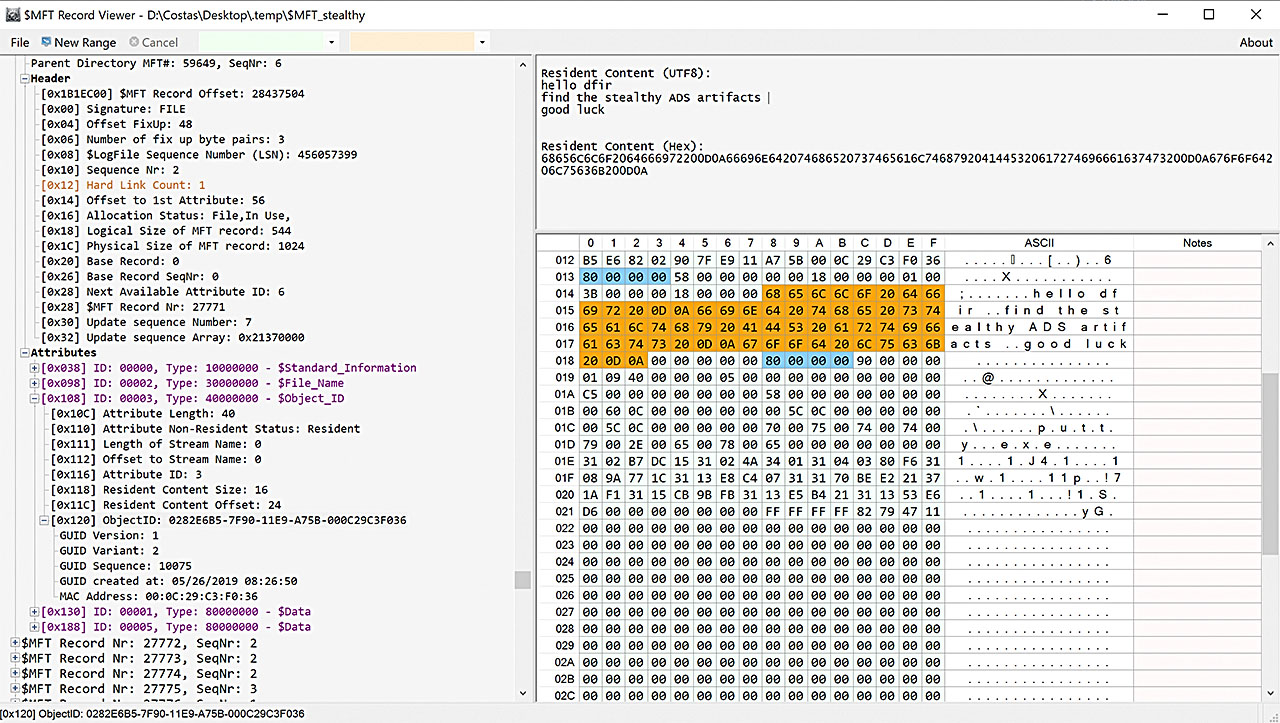 $MFT Record Viewer - D:\Costas\Desktop\.temp\$MFT_stealthy
File New Range Cancel About
Parent Directory MFT#: 59649, SeqNr: 6
Header
[0x1B1EC00] $MFT Record Offset: 28437504
[0x00] Signature: FILE
[0x04] Offset FixUp: 48
[0x06] Number of fix up byte pairs: 3
[0x08] $LogFile Sequence Number (LSN): 456057399
[0x10] Sequence Nr: 2
[0x12] Hard Link Count: 1
[0x14] Offset to 1st Attribute: 56
[0x16] Allocation Status: File,In Use,
[0x18] Logical Size of MFT record: 544
[0x1C] Physical Size of MFT record: 1024
[0x20] Base Record: 0
[0x26] Base Record SeqNr: 0
[0x28] Next Available Attribute ID: 6
[0x28] $MFT Record Nr: 27771
[0x30] Update sequence Number: 7
[0x32] Update sequence Array: 0x21370000
Attributes
[0x038] ID: 00000, Type: 10000000 - $Standard_Information
[0x098] ID: 00002, Type: 30000000 - $File_Name
[0x108] ID: 00003, Type: 40000000 - $Object_ID
[0x10C] Attribute Length: 40
[0x110] Attribute Non-Resident Status: Resident
[0x111] Length of Stream Name: 0
[0x112] Offset to Stream Name: 0
[0x116] Attribute ID: 3
[0x118] Resident Content Size: 16
[0x11C] Resident Content Offset: 24
[0x120] ObjectID: 0282E6B5-7F90-11E9-A75B-000C29C3F036
GUID Version: 1
GUID Variant: 2
GUID Sequence: 10075
GUID created at: 05/26/2019 08:26:50
MAC Address: 00:0C:29:C3:F0:36
[0x130] ID: 00001, Type: 80000000 - $Data
[0x188] ID: 00005, Type: 80000000 - $Data
$MFT Record Nr: 27772, SeqNr: 2
$MFT Record Nr: 27773, SeqNr: 2
$MFT Record Nr: 27774, SeqNr: 2
$MFT Record Nr: 27775, SeqNr: 3
Resident Content (UTF8):
hello dfir
find the stealthy ADS artifacts
good luck
Resident Content (Hex):
68656C6C6F2064666972200D0A66696E642074686520737465616C7468792041445320617274696661637473200D0A676F6F642
06C75636B200D0A
0 1 2 3 4 5 6 7 8 9 A B C D E F ASCII Notes
012 B5 E6 82 02 90 7F E9 11 A7 5B 00 0C 29 C3 F0 36 . . . . . . . . . [ . . ) . . 6
013 80 00 00 00 58 00 00 00 00 00 18 00 00 00 01 00 . . . . X . . . . . . . . . . .
014 3B 00 00 00 18 00 00 00 68 65 6C 6C 6F 20 64 66 ; . . . . . . . h e l l o d f
015 69 72 20 0D 0A 66 69 6E 64 20 74 68 65 20 73 74 i r . . f i n d t h e s t
016 65 61 6C 74 68 79 20 41 44 53 20 61 72 74 69 66 e a l t h y A D S a r t i f
017 61 63 74 73 20 0D 0A 67 6F 6F 64 20 6C 75 63 6B a c t s . . g o o d l u c k
018 20 0D 0A 00 00 00 00 00 80 00 00 00 90 00 00 00 . . . . . . . . . . . . . . .
019 01 09 40 00 00 00 05 00 00 00 00 00 00 00 00 00 . . @ . . . . . . . . . . . . .
01A C5 00 00 00 00 00 00 00 58 00 00 00 00 00 00 00 . . . . . . . . X . . . . . . .
01B 00 60 0C 00 00 00 00 00 00 5C 0C 00 00 00 00 00 . ` . . . . . . . \ . . . . . .
01C 00 5C 0C 00 00 00 00 00 70 00 75 00 74 00 74 00 . \ . . . . . . p . u . t . t .
01D 79 00 2E 00 65 00 78 00 65 00 00 00 00 00 00 00 y . . . e . x . e . . . . . . .
01E 31 02 B7 DC 15 31 02 4A 34 01 31 04 03 80 F6 31 1 . . . . 1 . J 4 . 1 . . . . 1
01F 08 9A 77 1C 31 13 E8 C4 07 31 31 70 BE E2 21 37 . . w . 1 . . . . 1 1 p . . ! 7
020 1A F1 31 15 CB 9B FB 31 13 E5 B4 21 31 13 53 E6 . . 1 . . . . 1 . . . ! 1 . S .
021 D6 00 00 00 00 00 00 00 FF FF FF FF 82 79 47 11 . . . . . . . . . . . . . y G .
022 00 00 00 00 00 00 00 00 00 00 00 00 00 00 00 00 . . . . . . . . . . . . . . . .
023 00 00 00 00 00 00 00 00 00 00 00 00 00 00 00 00 . . . . . . . . . . . . . . . .
024 00 00 00 00 00 00 00 00 00 00 00 00 00 00 00 00 . . . . . . . . . . . . . . . .
025 00 00 00 00 00 00 00 00 00 00 00 00 00 00 00 00 . . . . . . . . . . . . . . . .
026 00 00 00 00 00 00 00 00 00 00 00 00 00 00 00 00 . . . . . . . . . . . . . . . .
027 00 00 00 00 00 00 00 00 00 00 00 00 00 00 00 00 . . . . . . . . . . . . . . . .
028 00 00 00 00 00 00 00 00 00 00 00 00 00 00 00 00 . . . . . . . . . . . . . . . .
029 00 00 00 00 00 00 00 00 00 00 00 00 00 00 00 00 . . . . . . . . . . . . . . . .
02A 00 00 00 00 00 00 00 00 00 00 00 00 00 00 00 00 . . . . . . . . . . . . . . . .
02B 00 00 00 00 00 00 00 00 00 00 00 00 00 00 00 00 . . . . . . . . . . . . . . . .
02C 00 00 00 00 00 00 00 00 00 00 00 00 00 00 00 00 . . . . . . . . . . . . . . . .
[0x120] ObjectID: 0282E6B5-7F90-11E9-A75B-000C29C3F036